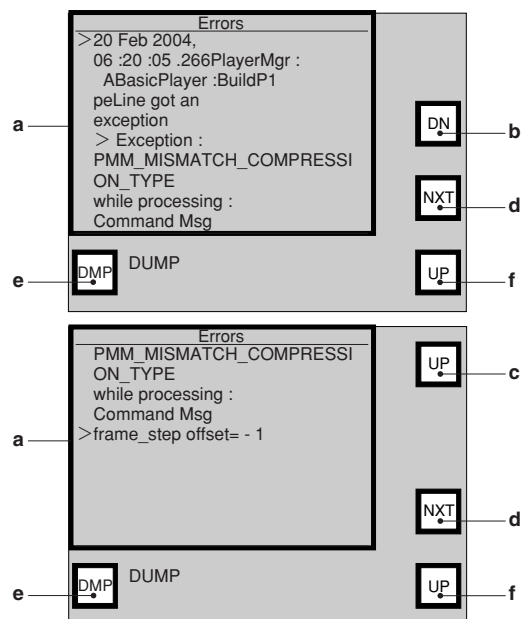 Errors
>20 Feb 2004,
06 :20 :05 .266PlayerMgr :
ABasicPlayer :BuildP1
peLine got an
exception
> Exception :
PMM_MISMATCH_COMPRESSI
ON_TYPE
while processing :
Command Msg
a
DN
b
NXT
d
e
DMP
DUMP
UP
f
Errors
PMM_MISMATCH_COMPRESSI
ON_TYPE
while processing :
Command Msg
>frame_step offset= - 1
UP
c
a
NXT
d
e
DMP
DUMP
UP
f